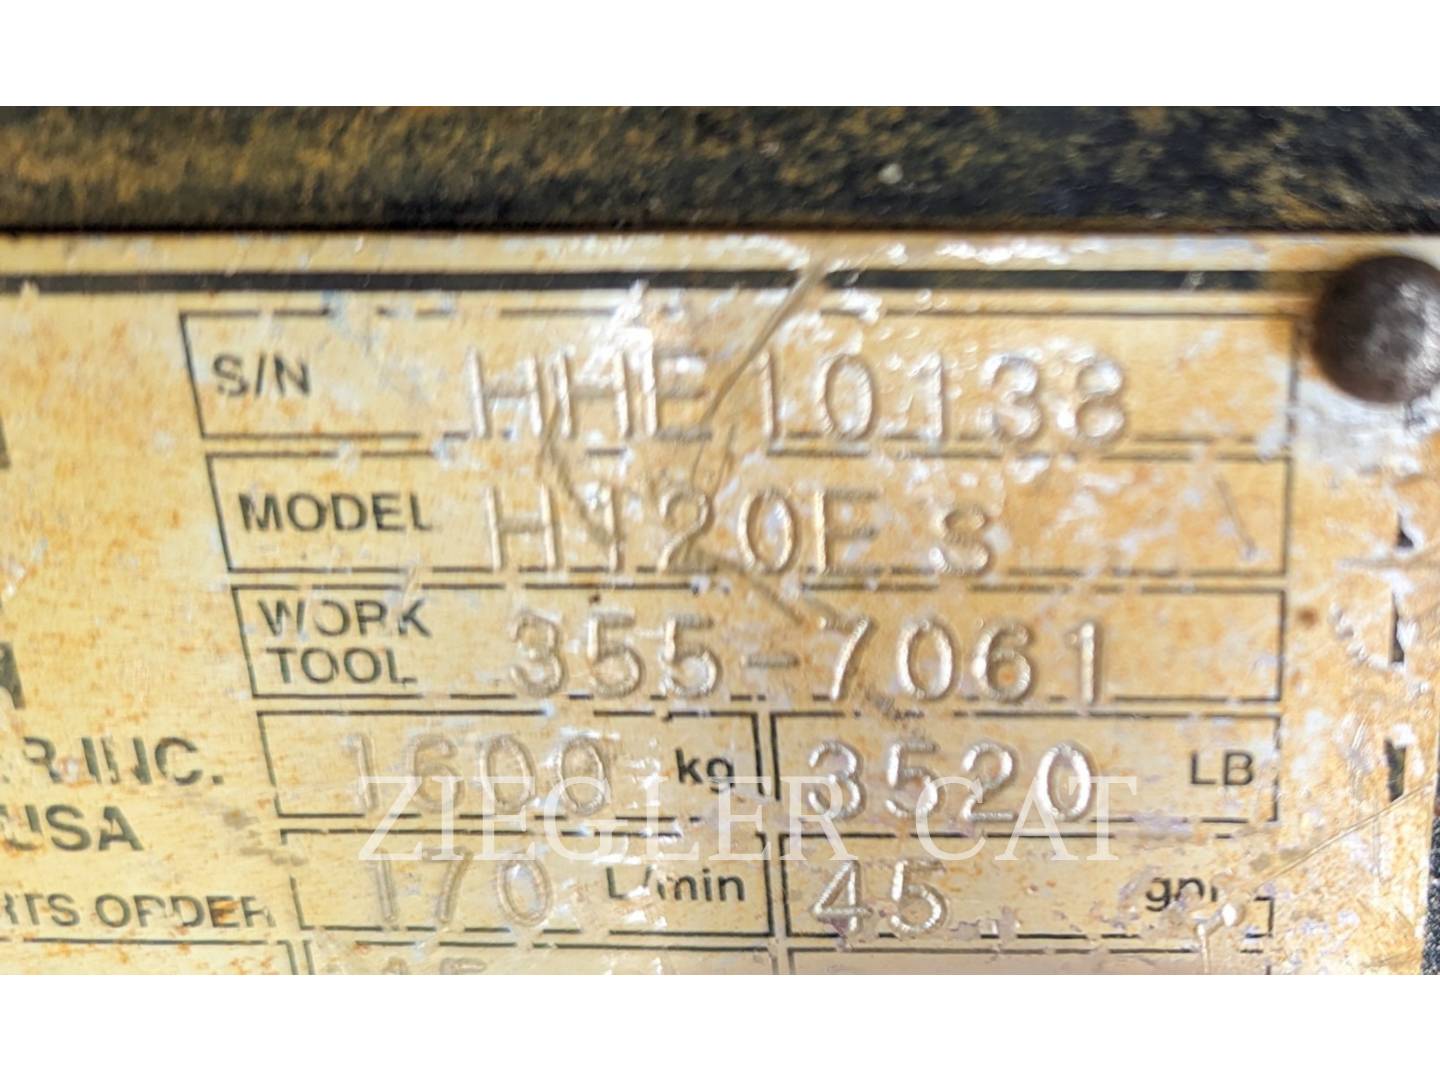 S/N HHE10138
MODEL H120E S
WORK TOOL 355-7061
INC.
1600 kg 3520 LB
USA
ZIEGLER CAT
170 L/min 45 gpm
ORDER